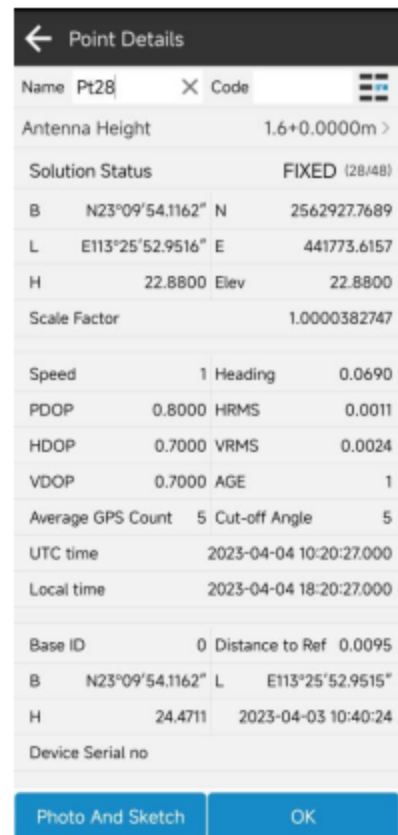 Point Details
Name Pt28 Code
Antenna Height 1.6+0.0000m >
Solution Status FIXED (28/48)
B N23°09′54.1162″ N 2562927.7689
L E113°25′52.9516″ E 441773.6157
H 22.8800 Elev 22.8800
Scale Factor 1.0000382747
Speed 1 Heading 0.0690
PDOP 0.8000 HRMS 0.0011
HDOP 0.7000 VRMS 0.0024
VDOP 0.7000 AGE 1
Average GPS Count 5 Cut-off Angle 5
UTC time 2023-04-04 10:20:27.000
Local time 2023-04-04 18:20:27.000
Base ID 0 Distance to Ref 0.0095
B N23°09′54.1162″ L E113°25′52.9515″
H 24.4711 2023-04-03 10:40:24
Device Serial no
Photo And Sketch OK